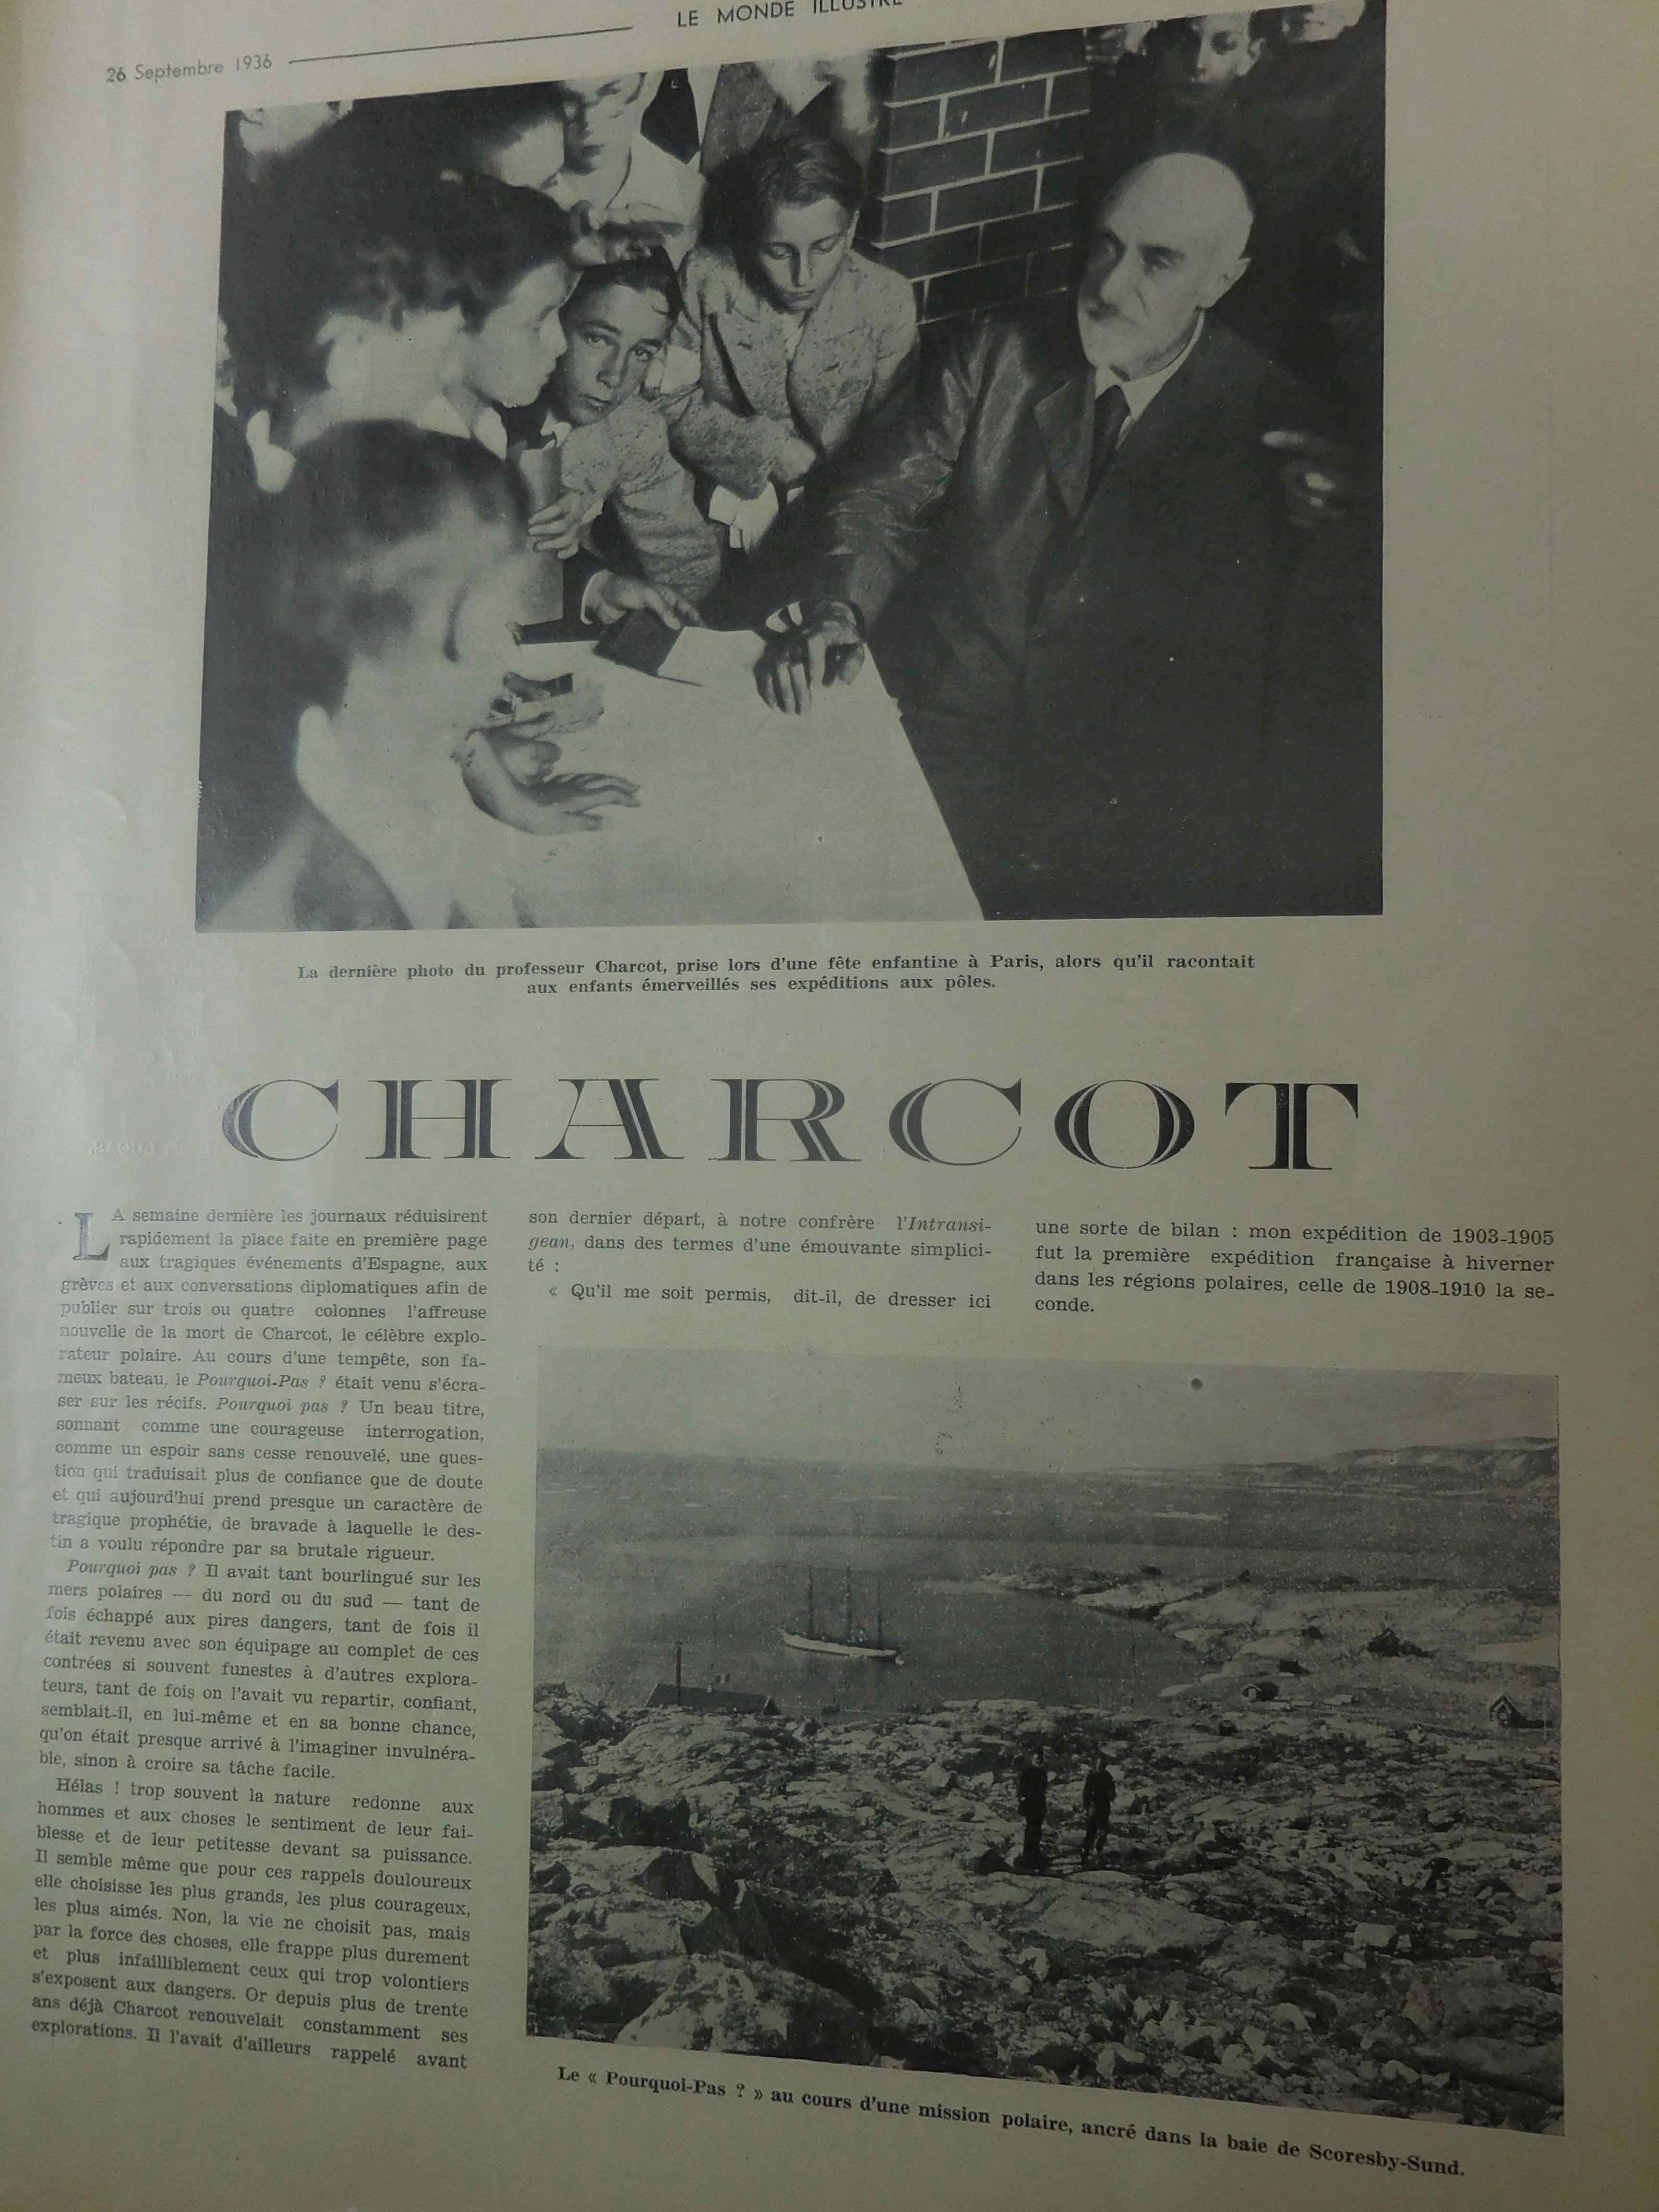 LE MONDE ILLUSTRÉ
26 Septembre 1936
La dernière photo du professeur Charcot, prise lors d'une fête enfantine à Paris, alors qu'il racontait
aux enfants émerveillés ses expéditions aux pôles.
CHARCOT
LA semaine dernière les journaux réduisirent
rapidement la place faite en première page
aux tragiques événements d'Espagne, aux
grèves et aux conversations diplomatiques afin de
publier sur trois ou quatre colonnes l'affreuse
nouvelle de la mort de Charcot, le célèbre explo-
rateur polaire. Au cours d'une tempête, son fa-
meux bateau, le Pourquoi-Pas ? était venu s'écra-
ser sur les récifs. Pourquoi pas ? Un beau titre,
sonnant comme une courageuse interrogation,
comme un espoir sans cesse renouvelé, une ques-
tion qui traduisait plus de confiance que de doute
et qui aujourd'hui prend presque un caractère de
tragique prophétie, de bravade à laquelle le des-
tin a voulu répondre par sa brutale rigueur.
Pourquoi pas ? Il avait tant bourlingué sur les
mers polaires — du nord ou du sud — tant de
fois échappé aux pires dangers, tant de fois il
était revenu avec son équipage au complet de ces
contrées si souvent funestes à d'autres explora-
teurs, tant de fois on l'avait vu repartir, confiant,
semblait-il, en lui-même et en sa bonne chance,
qu'on était presque arrivé à l'imaginer invulnéra-
ble, sinon à croire sa tâche facile.
Hélas ! trop souvent la nature redonne aux
hommes et aux choses le sentiment de leur fai-
blesse et de leur petitesse devant sa puissance.
Il semble même que pour ces rappels douloureux
elle choisisse les plus grands, les plus courageux,
les plus aimés. Non, la vie ne choisit pas, mais
par la force des choses, elle frappe plus durement
et plus infailliblement ceux qui trop volontiers
s'exposent aux dangers. Or depuis plus de trente
ans déjà Charcot renouvelait constamment ses
explorations. Il l'avait d'ailleurs rappelé avant
son dernier départ, à notre confrère l'Intransi-
gean, dans des termes d'une émouvante simplici-
té :
« Qu'il me soit permis, dit-il, de dresser ici
une sorte de bilan : mon expédition de 1903-1905
fut la première expédition française à hiverner
dans les régions polaires, celle de 1908-1910 la se-
conde.
Le « Pourquoi-Pas ? » au cours d'une mission polaire, ancré dans la baie de Scoresby-Sund.